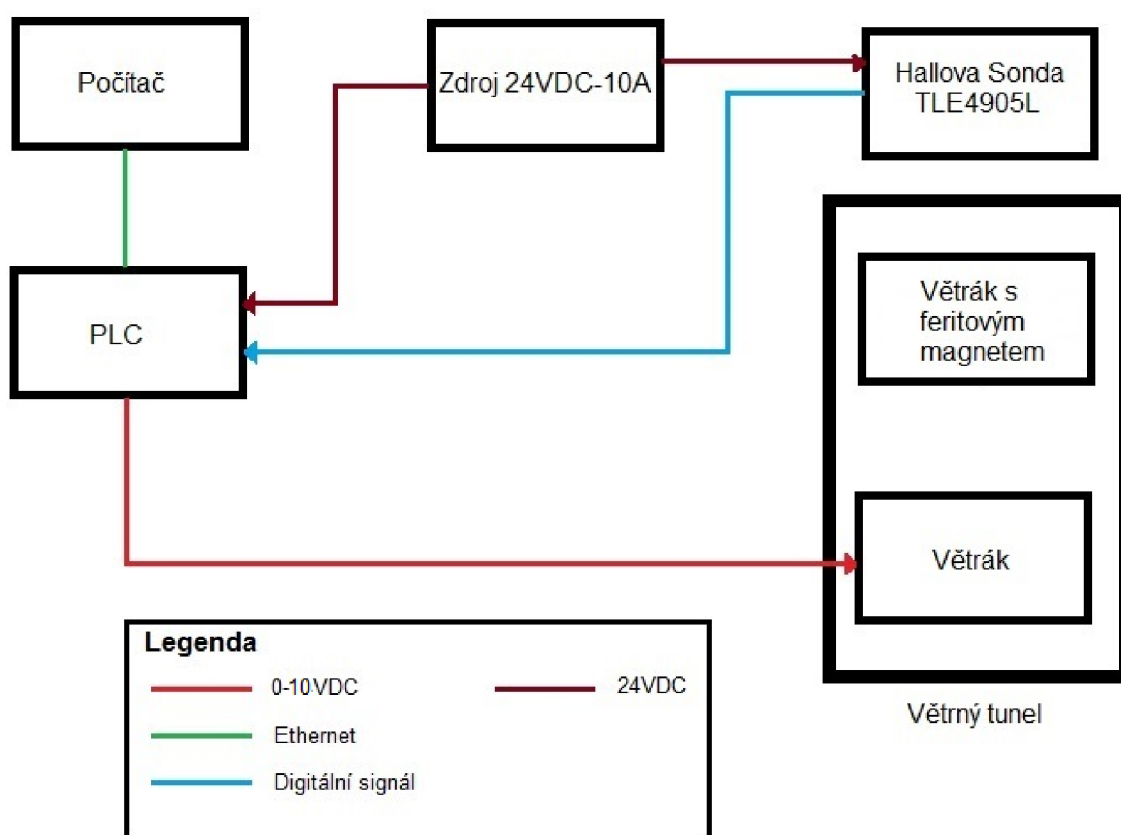 Počítač
Zdroj 24VDC-10A
Hallova Sonda
TLE4905L
PLC
Větrák s
feritovým
magnetem
Větrák
Větrný tunel
Legenda
0-10VDC
24VDC
Ethernet
Digitální signál